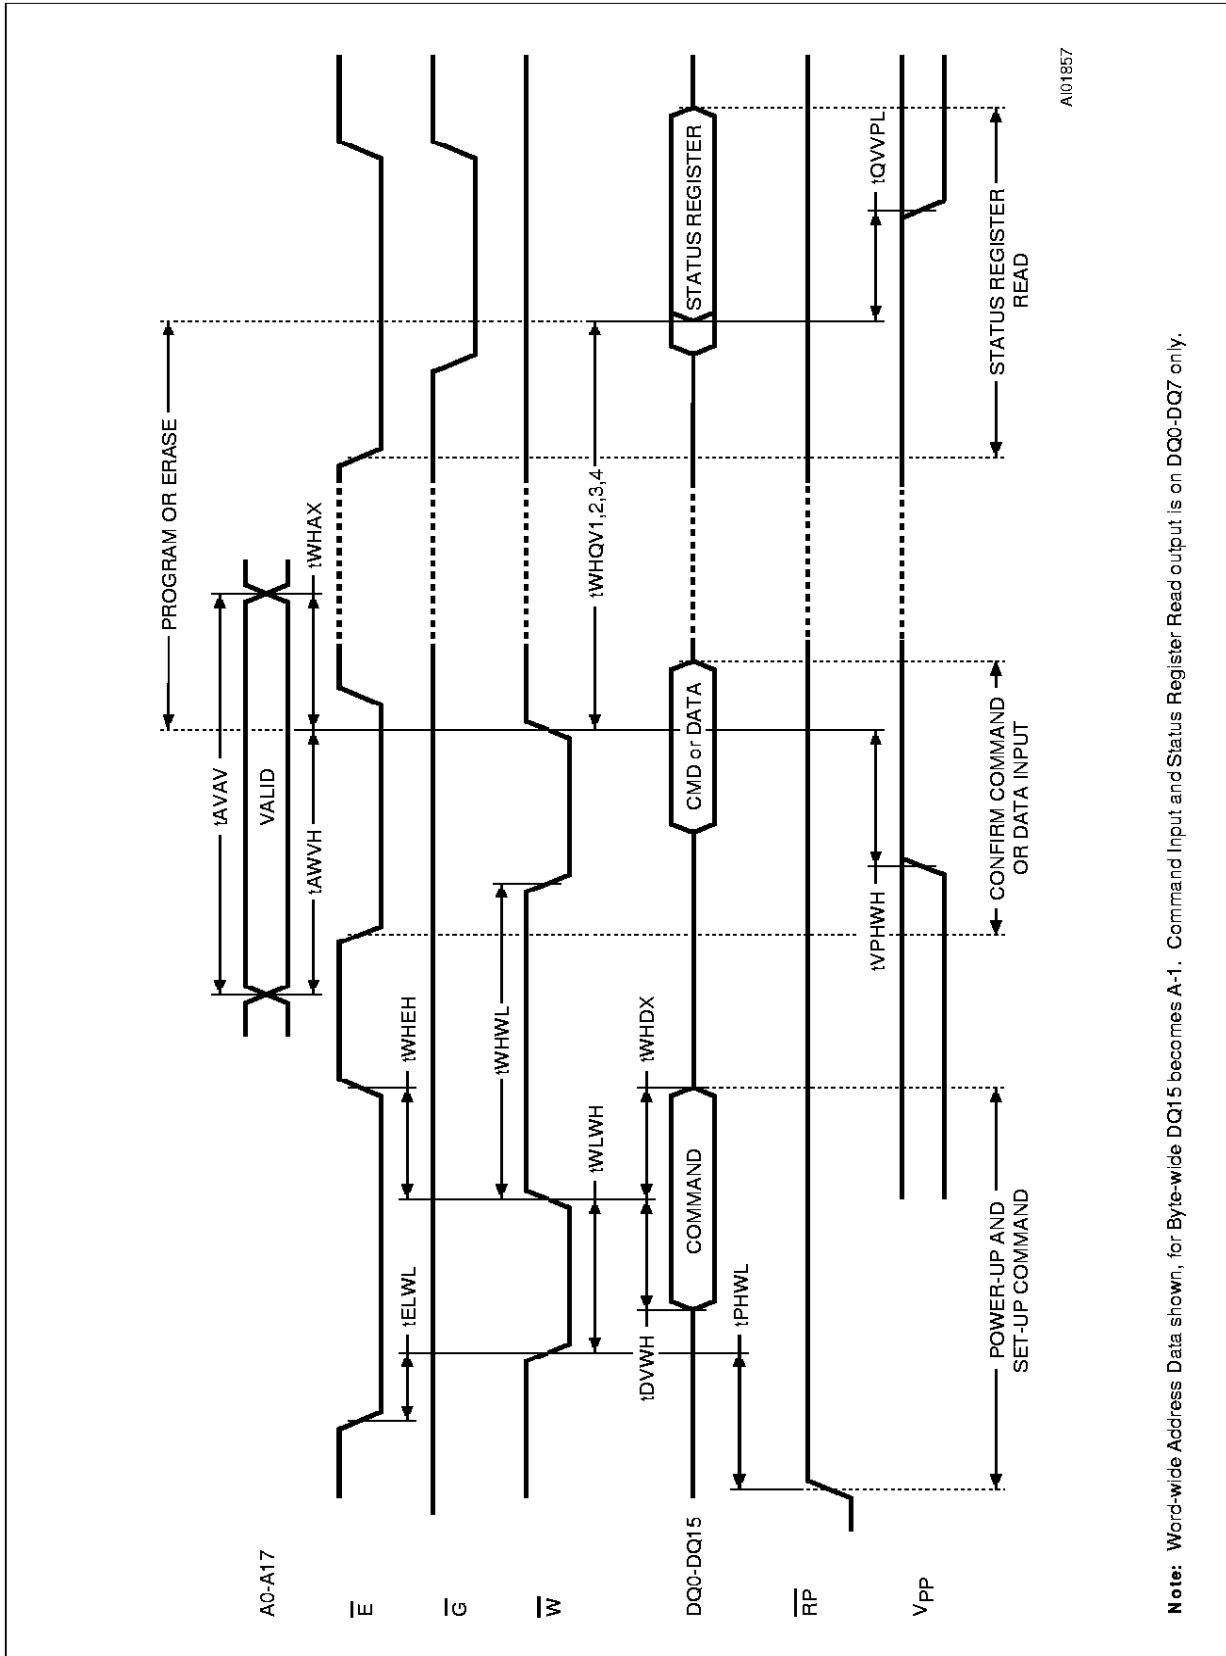 PROGRAM OR ERASE
tAVAV
A0-A17
VALID
tAWVH
tWHAX
E
tELWL
tWHEH
G
tWHWL
W
tWLWH
tWHQV1,2,3,4
tDVWH
tWHDX
DQ0-DQ15
COMMAND
CMD or DATA
STATUS REGISTER
tPHWL
RP
tVPHWH
tQVVPL
VPP
POWER-UP AND
SET-UP COMMAND
CONFIRM COMMAND
OR DATA INPUT
STATUS REGISTER
READ
AI01857
Note: Word-wide Address Data shown, for Byte-wide DQ15 becomes A-1. Command Input and Status Register Read output is on DQ0-DQ7 only.